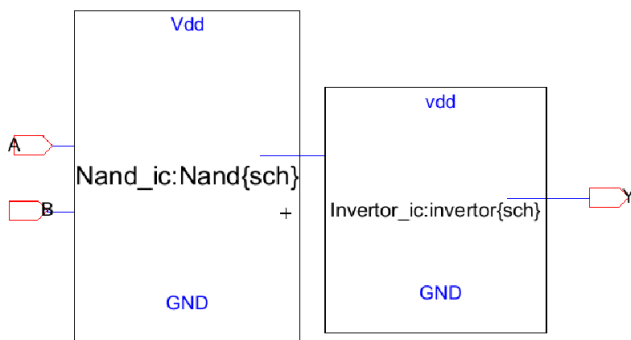 Vdd
vdd
A
Nand_ic:Nand{sch}
B
Invertor_ic:invertor{sch}
Y
GND
GND